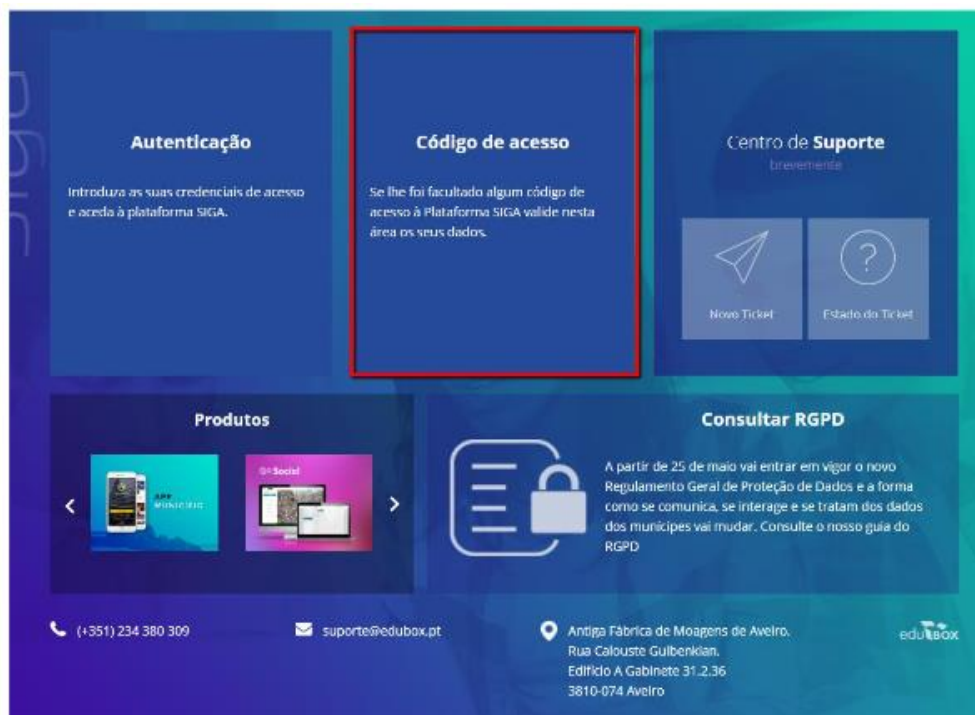 siga
Autenticação
Introduza as suas credenciais de acesso
e aceda à plataforma SIGA.
Código de acesso
Se lhe foi facultado algum código de
acesso à Plataforma SIGA valide nesta
área os seus dados.
Centro de Suporte
brevemente
Novo Ticket
Estado do Ticket
Produtos
APP
MUNICÍPIO
Social
Consultar RGPD
A partir de 25 de maio vai entrar em vigor o novo
Regulamento Geral de Proteção de Dados e a forma
como se comunica, se interage e se tratam dos dados
dos munícipes vai mudar. Consulte o nosso guia do
RGPD
(+351) 234 380 309
suporte@edubox.pt
Antiga Fábrica de Moagens de Aveiro.
Rua Calouste Gulbenkian.
Edifício A Gabinete 31.2.36
3810-074 Aveiro
edubox